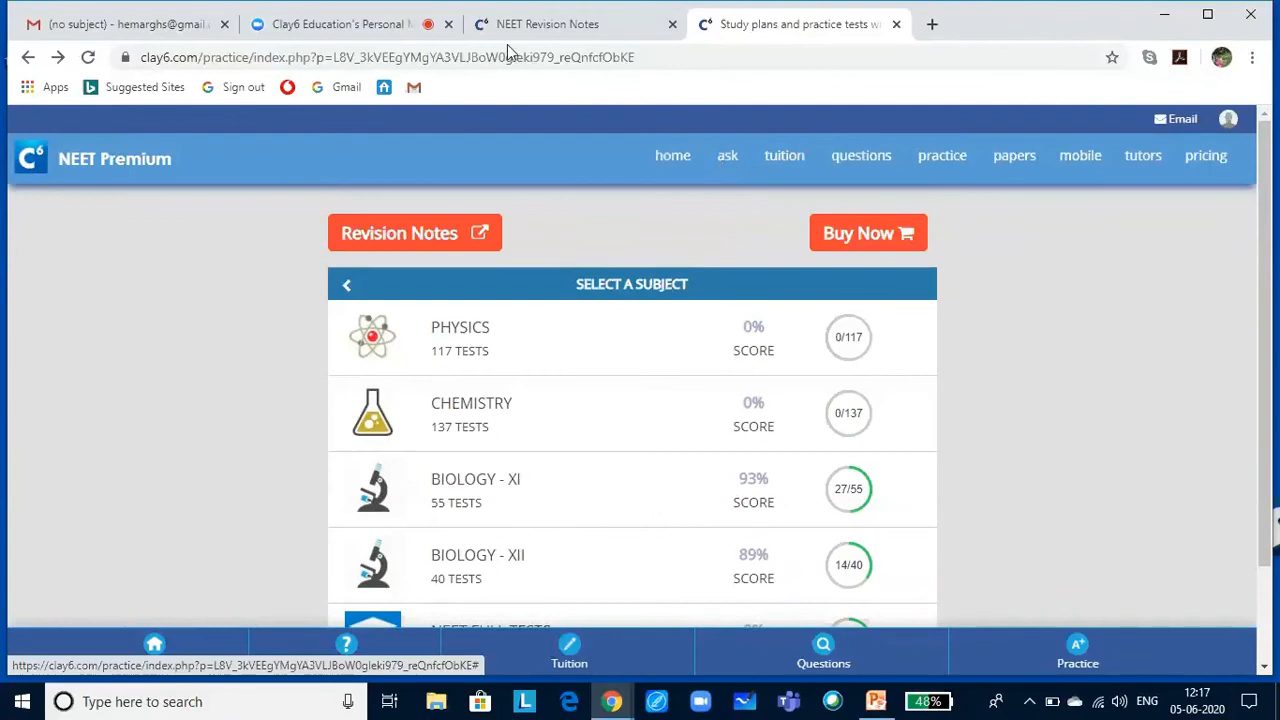 (no subject) - hemarghs@gmail
Clay6 Education's Personal
NEET Revision Notes
Study plans and practice tests w
clay6.com/practice/index.php?p=L8V_3kVEEgYMgYA3VLJBoW0gleki979_reQnfcfObKE
Apps
Suggested Sites
Sign out
Gmail
Email
C6 NEET Premium
home ask tuition questions practice papers mobile tutors pricing
Revision Notes
Buy Now
SELECT A SUBJECT
PHYSICS 0% 0/117
117 TESTS SCORE
CHEMISTRY 0% 0/137
137 TESTS SCORE
BIOLOGY - XI 93% 27/55
55 TESTS SCORE
BIOLOGY - XII 89% 14/40
40 TESTS SCORE
https://clay6.com/practice/index.php?p=L8V_3kVEEgYMgYA3VLJBoW0gleki979_reQnfcfObKE#
Tuition
Questions
A+
Practice
Type here to search
48%
ENG
12:17
05-06-2020